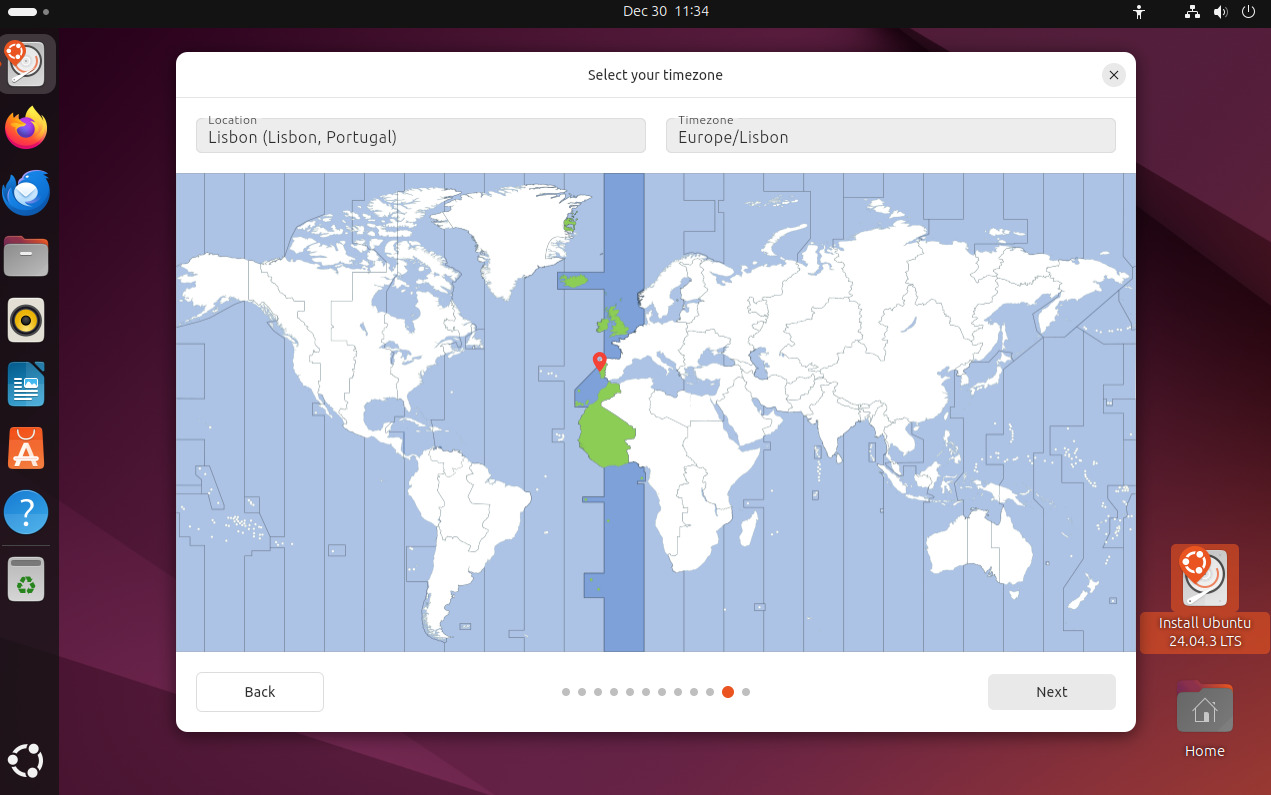 Dec 30 11:34
Select your timezone
Location
Lisbon (Lisbon, Portugal)
Timezone
Europe/Lisbon
Back
Next
Install Ubuntu
24.04.3 LTS
Home